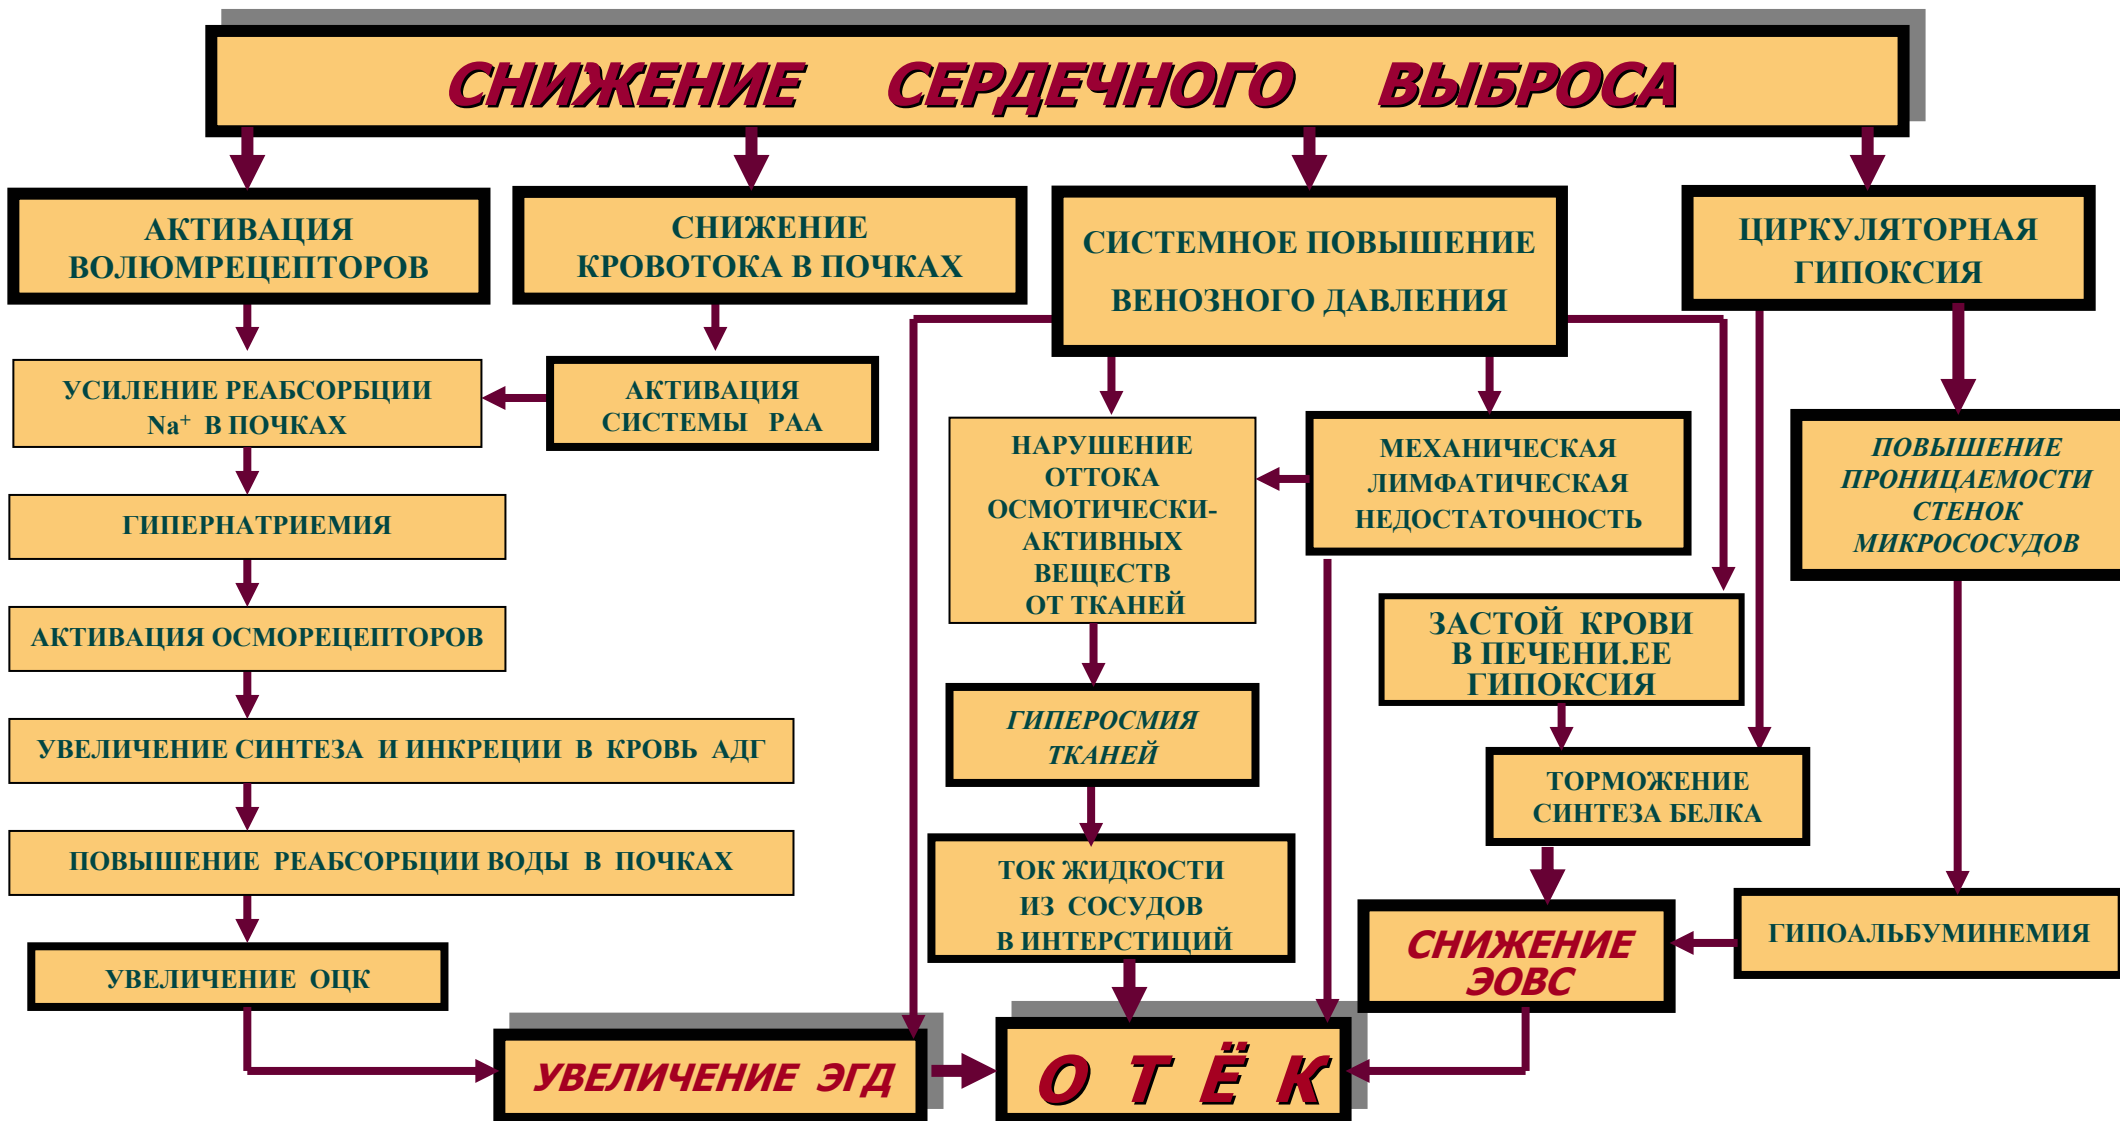 СНИЖЕНИЕ СЕРДЕЧНОГО ВЫБРОСА
АКТИВАЦИЯ
ВОЛЮМРЕЦЕПТОРОВ
СНИЖЕНИЕ
КРОВОТОКА В ПОЧКАХ
СИСТЕМНОЕ ПОВЫШЕНИЕ
ВЕНОЗНОГО ДАВЛЕНИЯ
ЦИРКУЛЯТОРНАЯ
ГИПОКСИЯ
УСИЛЕНИЕ РЕАБСОРБЦИИ
Na⁺ В ПОЧКАХ
АКТИВАЦИЯ
СИСТЕМЫ РАА
НАРУШЕНИЕ
ОТТОКА
ОСМОТИЧЕСКИ-
АКТИВНЫХ
ВЕЩЕСТВ
ОТ ТКАНЕЙ
МЕХАНИЧЕСКАЯ
ЛИМФАТИЧЕСКАЯ
НЕДОСТАТОЧНОСТЬ
ПОВЫШЕНИЕ
ПРОНИЦАЕМОСТИ
СТЕНОК
МИКРОСОСУДОВ
ГИПЕРНАТРИЕМИЯ
АКТИВАЦИЯ ОСМОРЕЦЕПТОРОВ
ЗАСТОЙ КРОВИ
В ПЕЧЕНИ.ЕЕ
ГИПОКСИЯ
ГИПЕРОСМИЯ
ТКАНЕЙ
УВЕЛИЧЕНИЕ СИНТЕЗА И ИНКРЕЦИИ В КРОВЬ АДГ
ТОРМОЖЕНИЕ
СИНТЕЗА БЕЛКА
ПОВЫШЕНИЕ РЕАБСОРБЦИИ ВОДЫ В ПОЧКАХ
ТОК ЖИДКОСТИ
ИЗ СОСУДОВ
В ИНТЕРСТИЦИЙ
СНИЖЕНИЕ
ЭОВС
ГИПОАЛЬБУМИНЕМИЯ
УВЕЛИЧЕНИЕ ОЦК
УВЕЛИЧЕНИЕ ЭГД
О Т Ё К